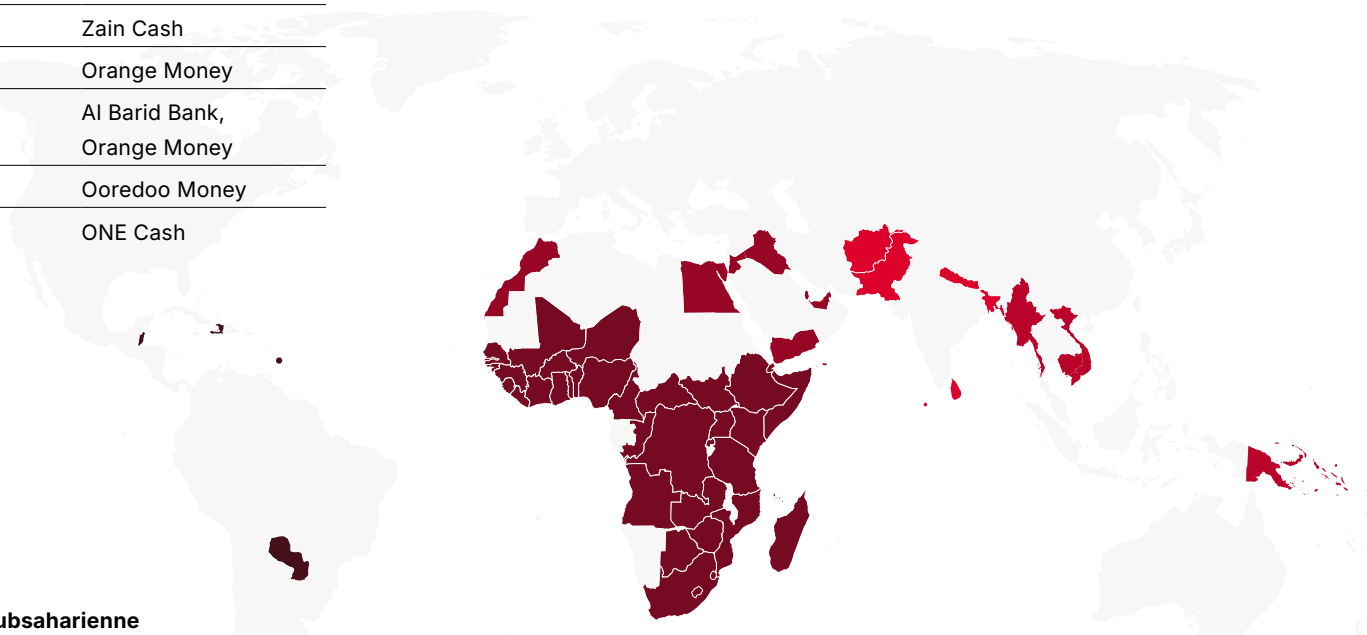 Zain Cash
Orange Money
Al Barid Bank,
Orange Money
Ooredoo Money
ONE Cash
ubsaharienne